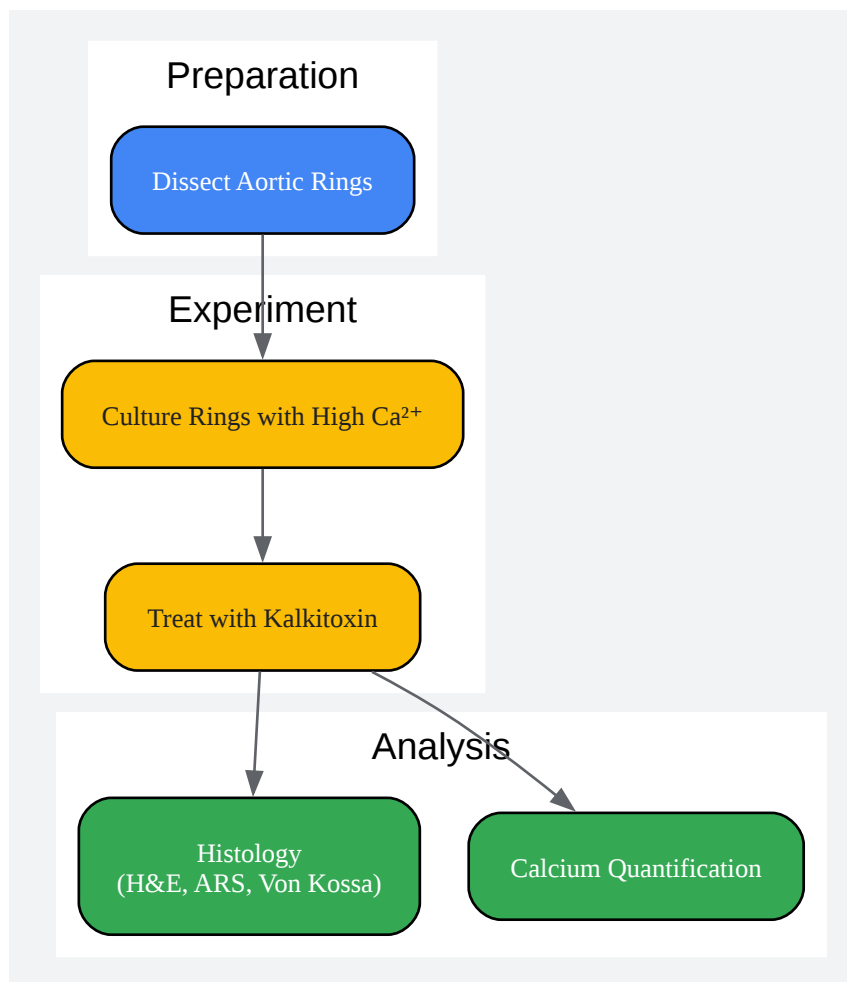 Preparation
Dissect Aortic Rings
Experiment
Culture Rings with High Ca²⁺
Treat with Kalkitoxin
Analysis
Histology
(H&E, ARS, Von Kossa)
Calcium Quantification